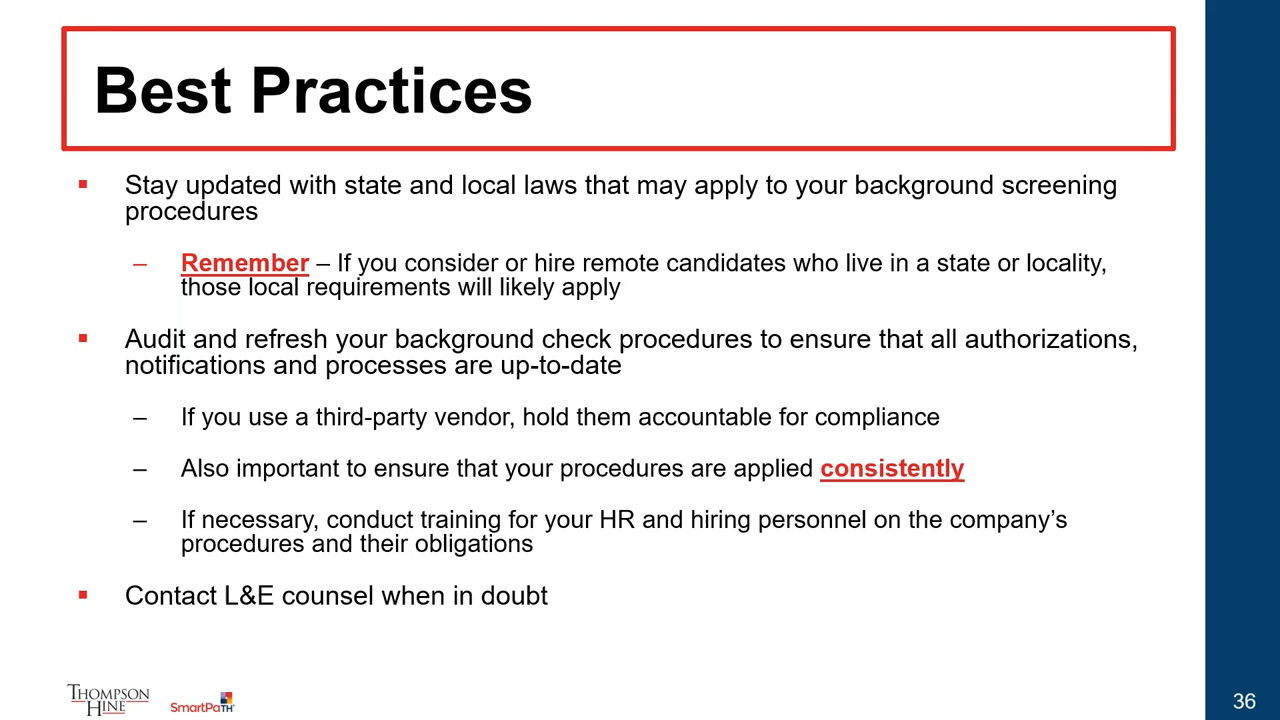 Best Practices
▪ Stay updated with state and local laws that may apply to your background screening
procedures
– Remember – If you consider or hire remote candidates who live in a state or locality,
those local requirements will likely apply
▪ Audit and refresh your background check procedures to ensure that all authorizations,
notifications and processes are up-to-date
– If you use a third-party vendor, hold them accountable for compliance
– Also important to ensure that your procedures are applied consistently
– If necessary, conduct training for your HR and hiring personnel on the company’s
procedures and their obligations
▪ Contact L&E counsel when in doubt
THOMPSON
HINE
SmartPaTH
36